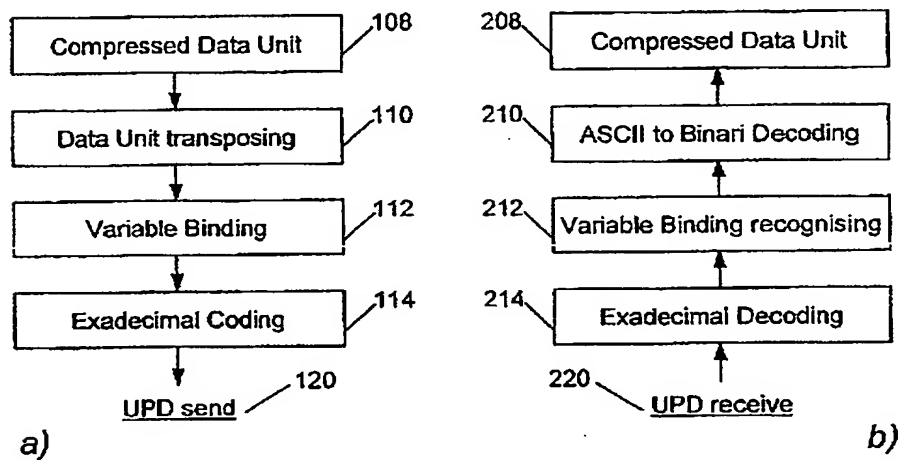 Compressed Data Unit 108
Data Unit transposing 110
Variable Binding 112
Exadecimal Coding 114
UPD send 120
a)
208 Compressed Data Unit
210 ASCII to Binari Decoding
212 Variable Binding recognising
214 Exadecimal Decoding
220 UPD receive
b)